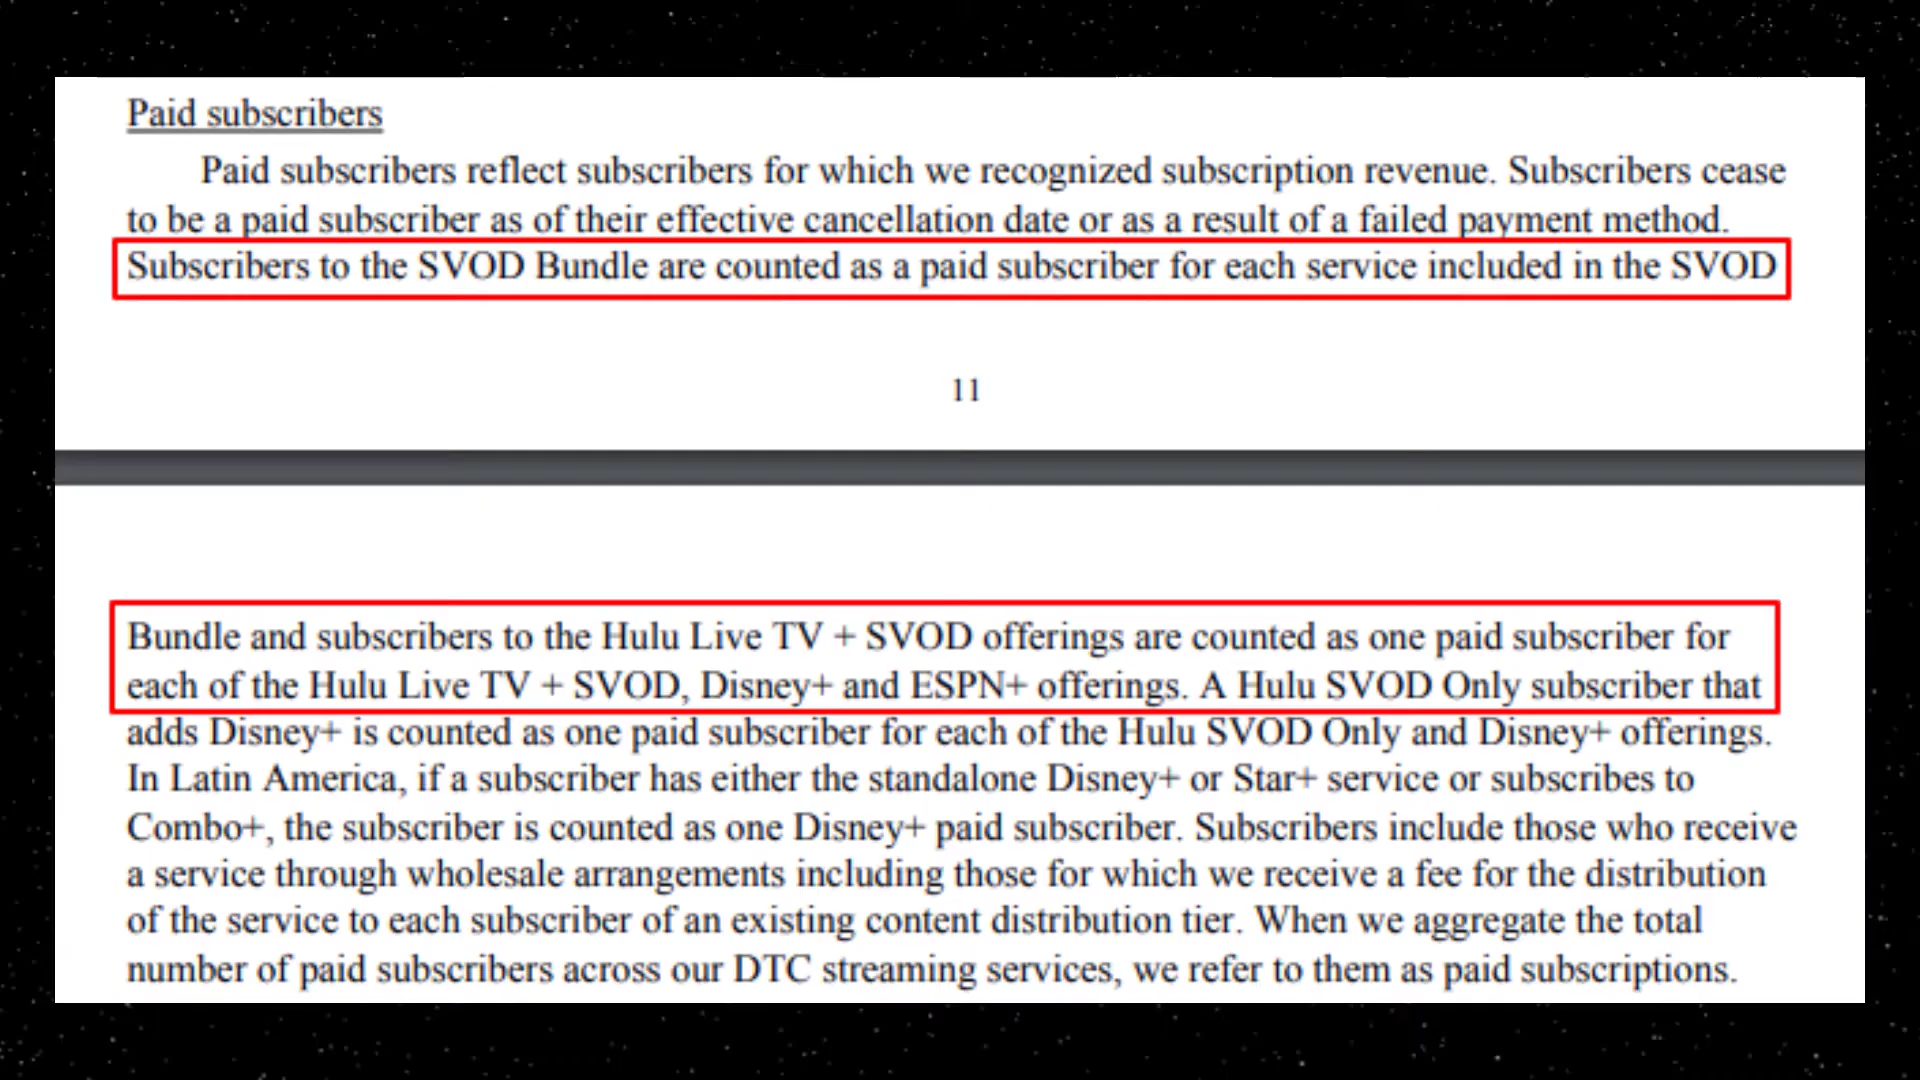 Paid subscribers
Paid subscribers reflect subscribers for which we recognized subscription revenue. Subscribers cease
to be a paid subscriber as of their effective cancellation date or as a result of a failed payment method.
Subscribers to the SVOD Bundle are counted as a paid subscriber for each service included in the SVOD
11
Bundle and subscribers to the Hulu Live TV + SVOD offerings are counted as one paid subscriber for
each of the Hulu Live TV + SVOD, Disney+ and ESPN+ offerings. A Hulu SVOD Only subscriber that
adds Disney+ is counted as one paid subscriber for each of the Hulu SVOD Only and Disney+ offerings.
In Latin America, if a subscriber has either the standalone Disney+ or Star+ service or subscribes to
Combo+, the subscriber is counted as one Disney+ paid subscriber. Subscribers include those who receive
a service through wholesale arrangements including those for which we receive a fee for the distribution
of the service to each subscriber of an existing content distribution tier. When we aggregate the total
number of paid subscribers across our DTC streaming services, we refer to them as paid subscriptions.